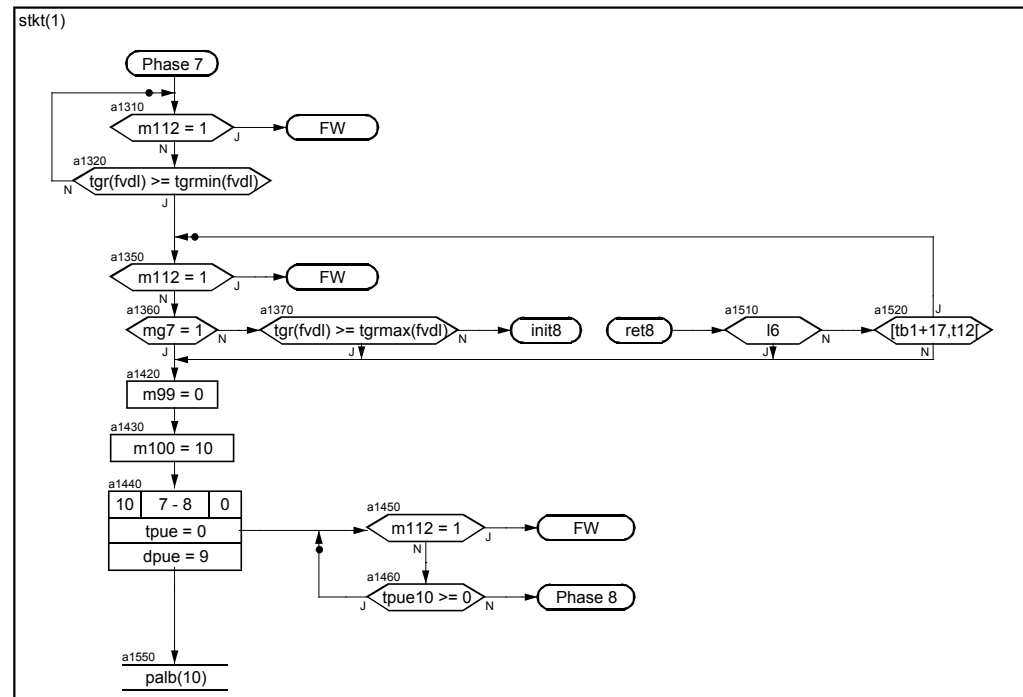 stkt(1)
Phase 7
a1310
m112 = 1
J
FW
N
a1320
tgr(fvdl) >= tgrmin(fvdl)
N
J
a1350
m112 = 1
J
FW
N
a1360
mg7 = 1
N
J
a1370
tgr(fvdl) >= tgrmax(fvdl)
N
J
init8
ret8
a1510
l6
N
J
a1520
[tb1+17,t12[
J
N
a1420
m99 = 0
a1430
m100 = 10
a1440
10 7 - 8 0
tpue = 0
dpue = 9
a1450
m112 = 1
J
FW
N
a1460
tpue10 >= 0
J
N
Phase 8
a1550
palb(10)